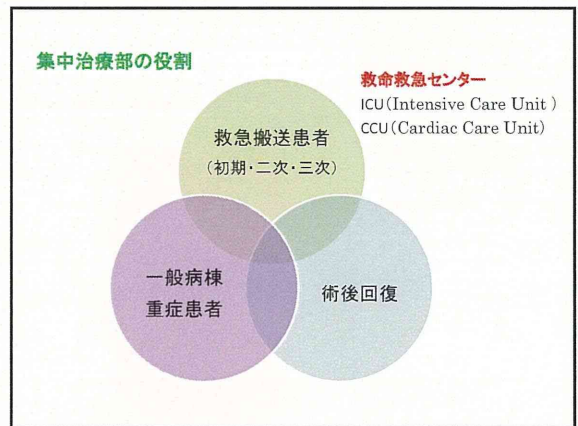 集中治療部の役割
救命救急センター
ICU(Intensive Care Unit )
CCU(Cardiac Care Unit)
救急搬送患者
(初期・二次・三次)
一般病棟
重症患者
術後回復